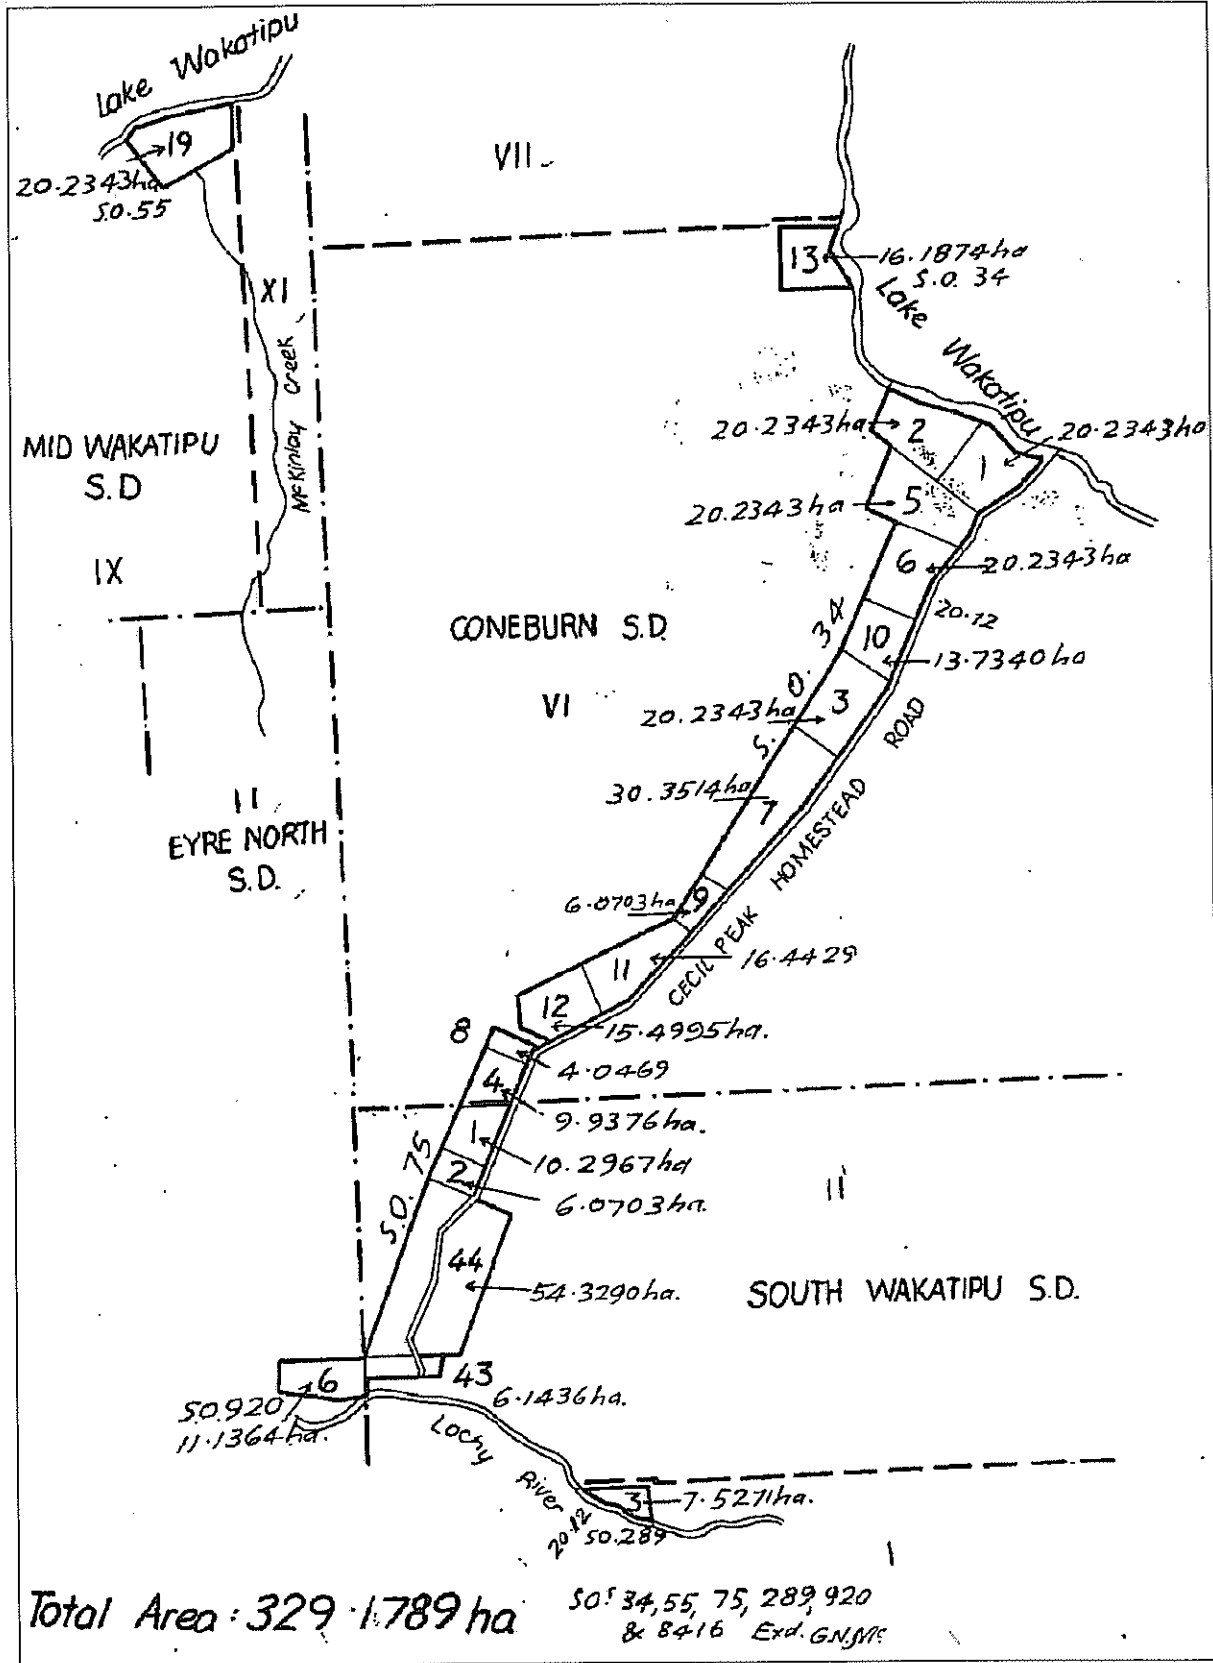 Lake Wakatipu
19
20.2343ha
S.O.55
VII
13
16.1874ha
S.O. 34
Lake Wakatipu
XI
McKinlay Creek
MID WAKATIPU
S.D
IX
20.2343ha
2
1
20.2343ha
20.2343ha
5
6
20.2343ha
20.12
CONEBURN S.D.
S.O. 34
10
13.7340ha
VI
20.2343ha
3
30.3514ha
7
CECIL PEAK HOMESTEAD ROAD
II
EYRE NORTH
S.D.
6.0703ha
9
11
16.4429
12
15.4995ha.
8
4.0469
4
9.9376ha.
S.O. 75
1
10.2967ha
2
6.0703ha.
II
44
54.3290ha.
SOUTH WAKATIPU S.D.
6
43
6.1436ha.
S.O.920
11.1364ha.
Lochy River
3
7.5271ha.
20.12
S.O.289
I
Total Area : 329.1789ha
SOs 34, 55, 75, 289, 920
& 8416 Exd.